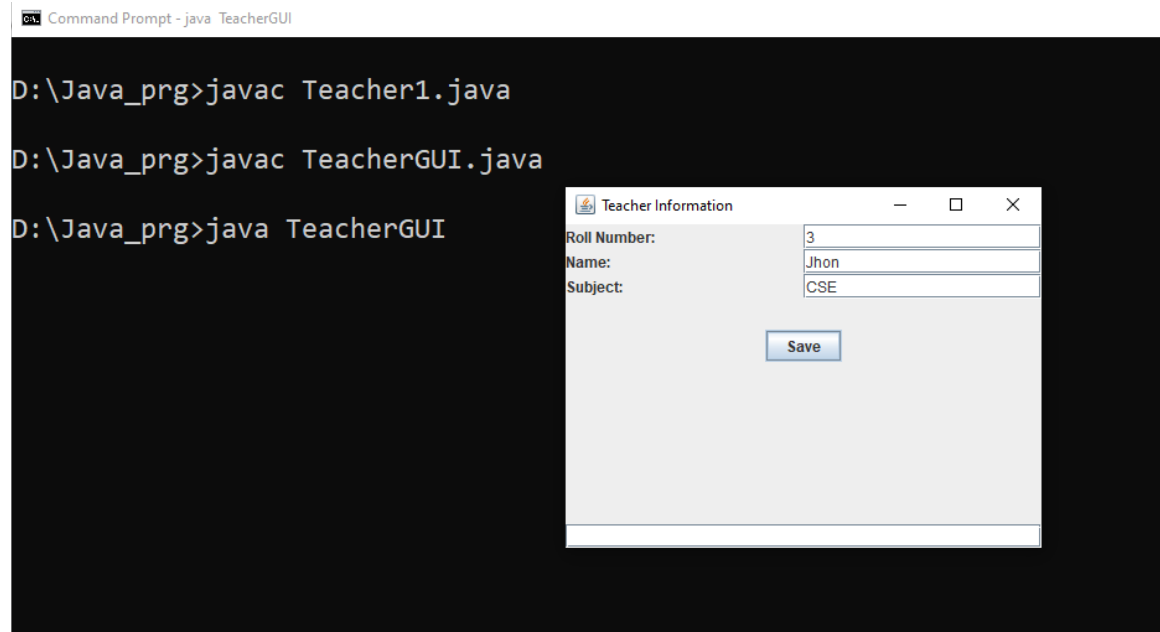 Command Prompt - java  TeacherGUI
D:\Java_prg>javac Teacher1.java
D:\Java_prg>javac TeacherGUI.java
D:\Java_prg>java TeacherGUI
Teacher Information
Roll Number: 3
Name: Jhon
Subject: CSE
Save